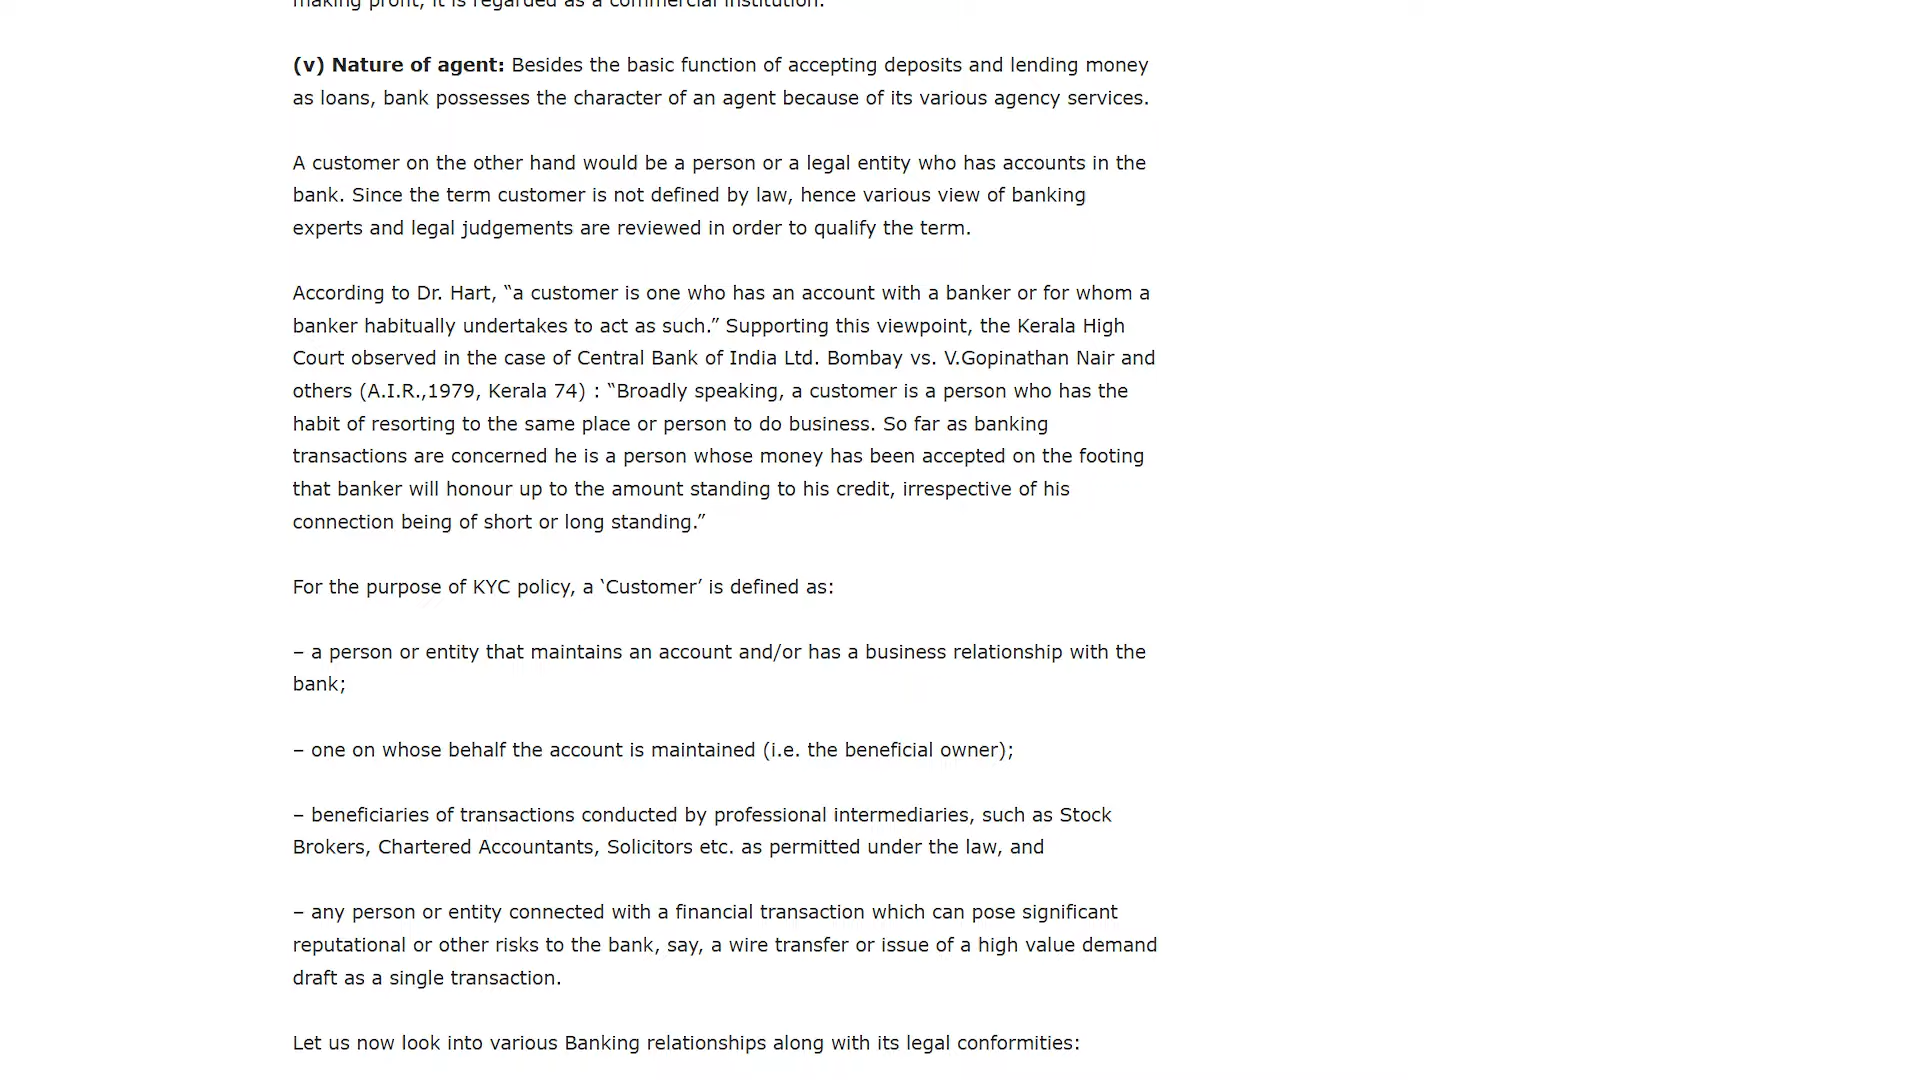 making profit, it is regarded as a commercial institution.
(v) Nature of agent: Besides the basic function of accepting deposits and lending money
as loans, bank possesses the character of an agent because of its various agency services.
A customer on the other hand would be a person or a legal entity who has accounts in the
bank. Since the term customer is not defined by law, hence various view of banking
experts and legal judgements are reviewed in order to qualify the term.
According to Dr. Hart, “a customer is one who has an account with a banker or for whom a
banker habitually undertakes to act as such.” Supporting this viewpoint, the Kerala High
Court observed in the case of Central Bank of India Ltd. Bombay vs. V.Gopinathan Nair and
others (A.I.R.,1979, Kerala 74) : “Broadly speaking, a customer is a person who has the
habit of resorting to the same place or person to do business. So far as banking
transactions are concerned he is a person whose money has been accepted on the footing
that banker will honour up to the amount standing to his credit, irrespective of his
connection being of short or long standing.”
For the purpose of KYC policy, a ‘Customer’ is defined as:
– a person or entity that maintains an account and/or has a business relationship with the
bank;
– one on whose behalf the account is maintained (i.e. the beneficial owner);
– beneficiaries of transactions conducted by professional intermediaries, such as Stock
Brokers, Chartered Accountants, Solicitors etc. as permitted under the law, and
– any person or entity connected with a financial transaction which can pose significant
reputational or other risks to the bank, say, a wire transfer or issue of a high value demand
draft as a single transaction.
Let us now look into various Banking relationships along with its legal conformities: